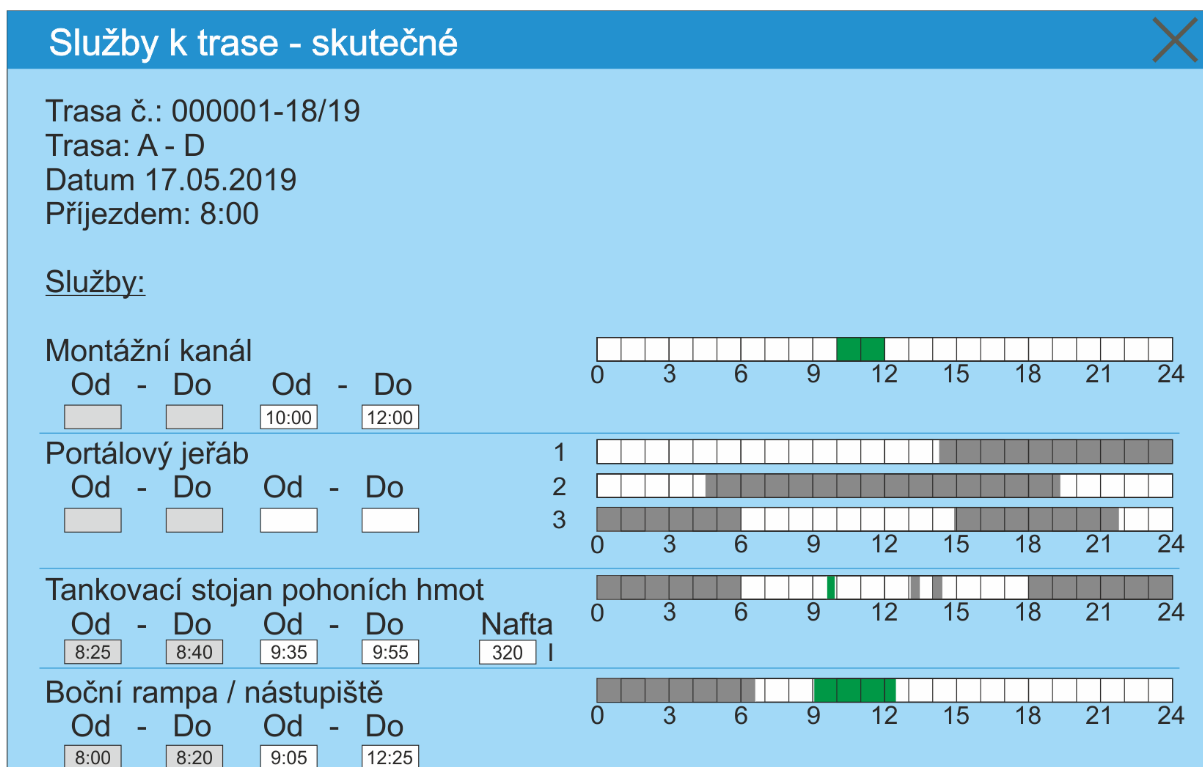 Služby k trase - skutečné
Trasa č.: 000001-18/19
Trasa: A - D
Datum 17.05.2019
Příjezdem: 8:00
Služby:
Montážní kanál
0 3 6 9 12 15 18 21 24
Od - Do Od - Do
10:00 12:00
Portálový jeřáb
1
2
3
Od - Do Od - Do
0 3 6 9 12 15 18 21 24
Tankovací stojan pohoních hmot
0 3 6 9 12 15 18 21 24
Od - Do Od - Do Nafta
8:25 8:40 9:35 9:55 320 l
Boční rampa / nástupiště
0 3 6 9 12 15 18 21 24
Od - Do Od - Do
8:00 8:20 9:05 12:25